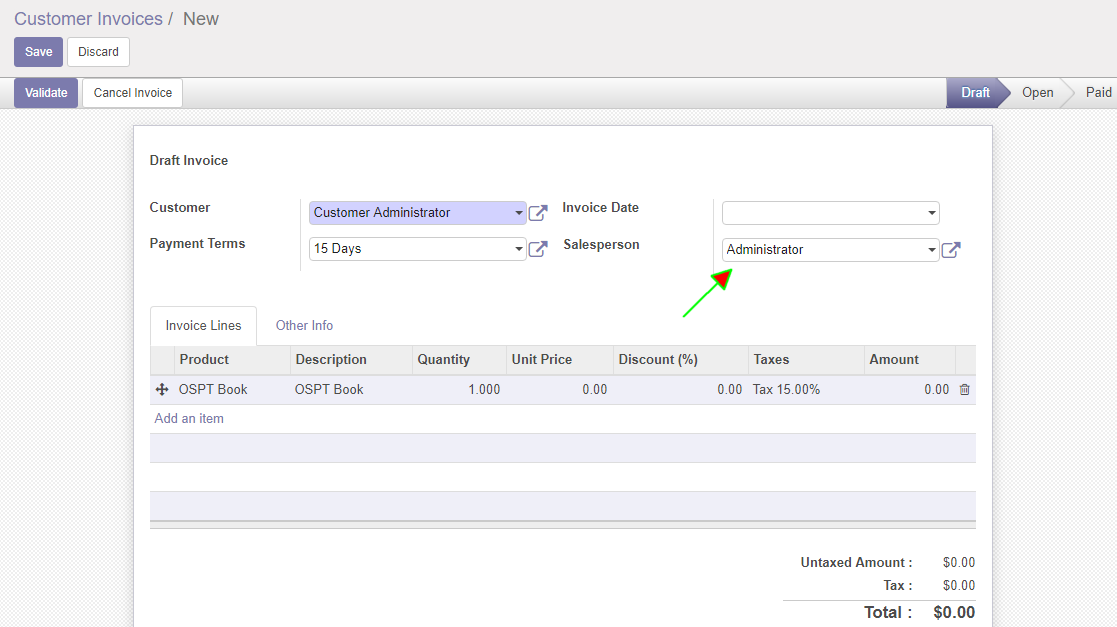 Customer Invoices / New
Save Discard
Validate Cancel Invoice Draft Open Paid
Draft Invoice
Customer Customer Administrator Invoice Date
Payment Terms 15 Days Salesperson Administrator
Invoice Lines Other Info
Product Description Quantity Unit Price Discount (%) Taxes Amount
OSPT Book OSPT Book 1.000 0.00 0.00 Tax 15.00% 0.00
Add an item
Untaxed Amount : $0.00
Tax : $0.00
Total : $0.00